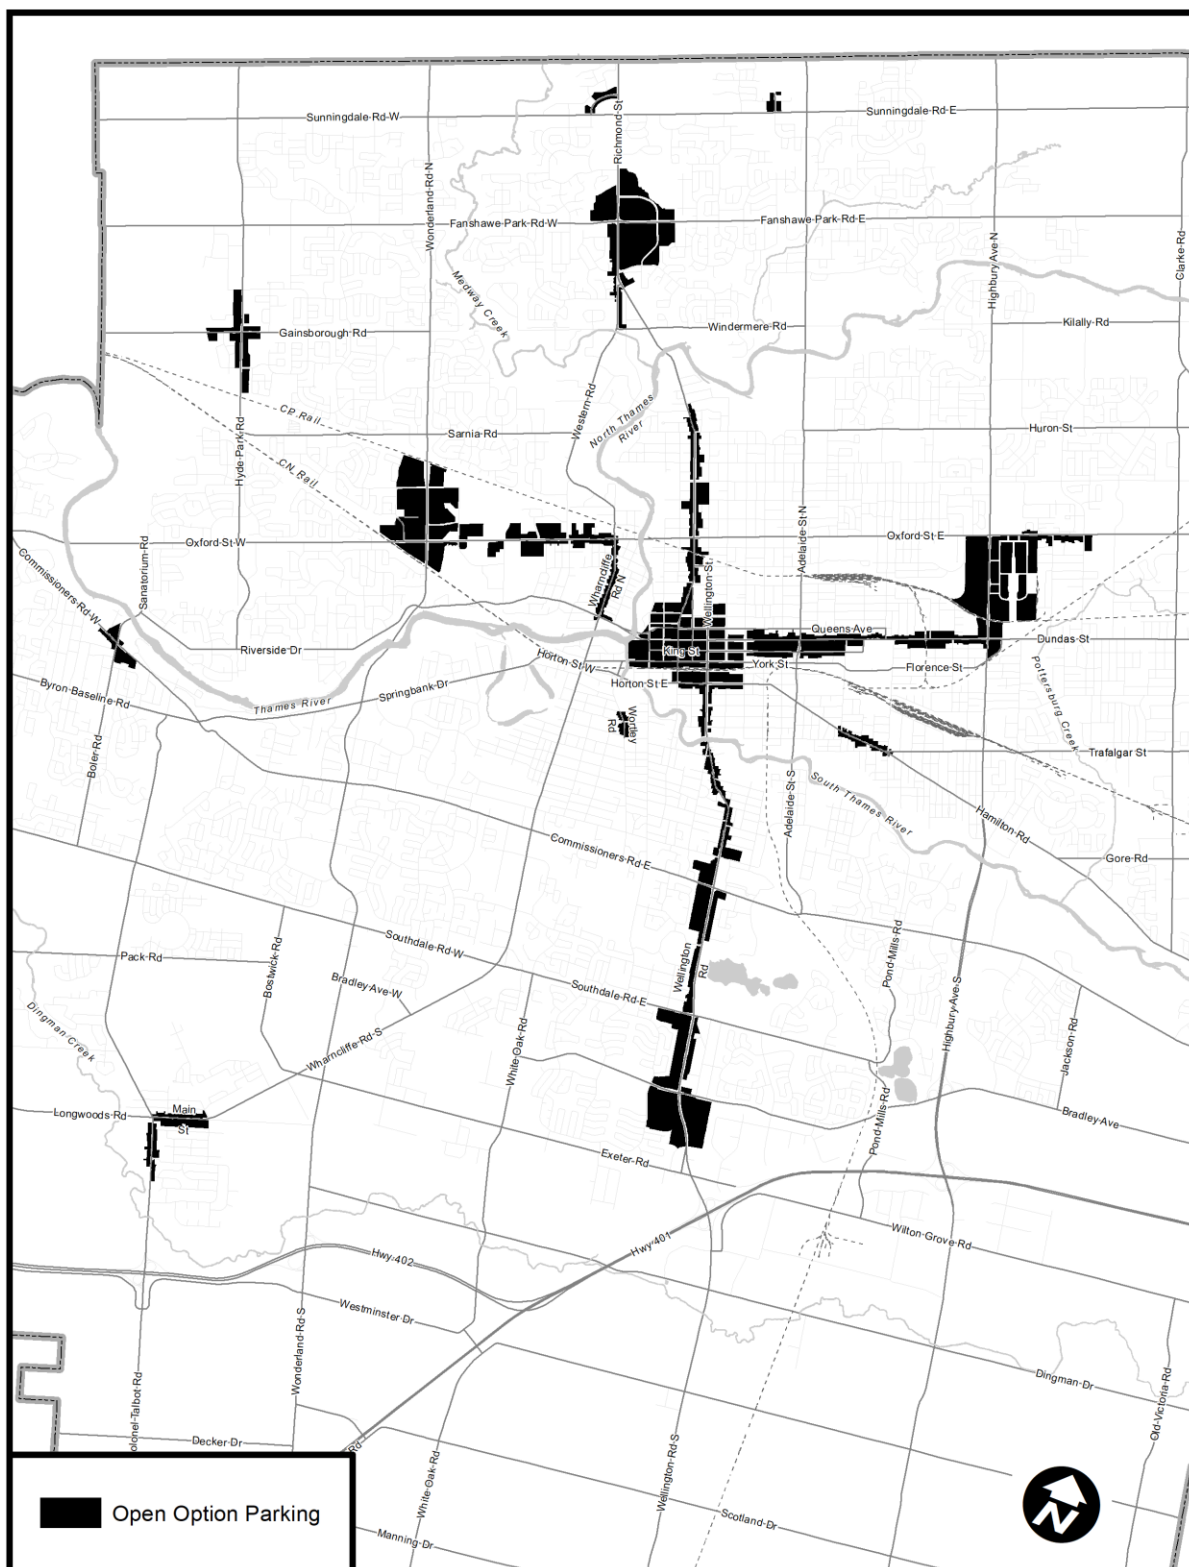 Sunningdale Rd W
Richmond St
Sunningdale Rd E
Wonderland Rd N
Fanshawe Park Rd W
Fanshawe Park Rd E
Highbury Ave N
Clarke Rd
Medway Creek
Gainsborough Rd
Windermere Rd
Kilally Rd
CP Rail
Western Rd
North Thames
River
Hyde Park Rd
Sarnia Rd
Huron St
CN Rail
Adelaide St N
Oxford St W
Oxford St E
Sanatorium Rd
Commissioners Rd W
Wharncliffe
Rd N
Wellington St
Queens Ave
Riverside Dr
King St
Dundas St
Horton St W
York St
Florence St
Pottersburg Creek
Byron Baseline Rd
Springbank Dr
Horton St E
Thames River
Wortley
Rd
Boler Rd
Trafalgar St
South Thames River
Adelaide St S
Hamilton Rd
Commissioners Rd E
Gore Rd
Pack Rd
Bostwick Rd
Southdale Rd W
Wellington
Rd
Pond Mills Rd
Bradley Ave W
Southdale Rd E
Highbury Ave S
Dingman Creek
Wharncliffe Rd S
White Oak Rd
Jackson Rd
Longwoods Rd
Main
St
Bradley Ave
Pond Mills Rd
Exeter Rd
Hwy 401
Wilton Grove Rd
Hwy 402
Westminster Dr
Wonderland Rd S
Dingman Dr
Old Victoria Rd
olonel Talbot Rd
Decker Dr
Rd
White Oak Rd
Wellington Rd S
Open Option Parking
Scotland Dr
Manning Dr
N